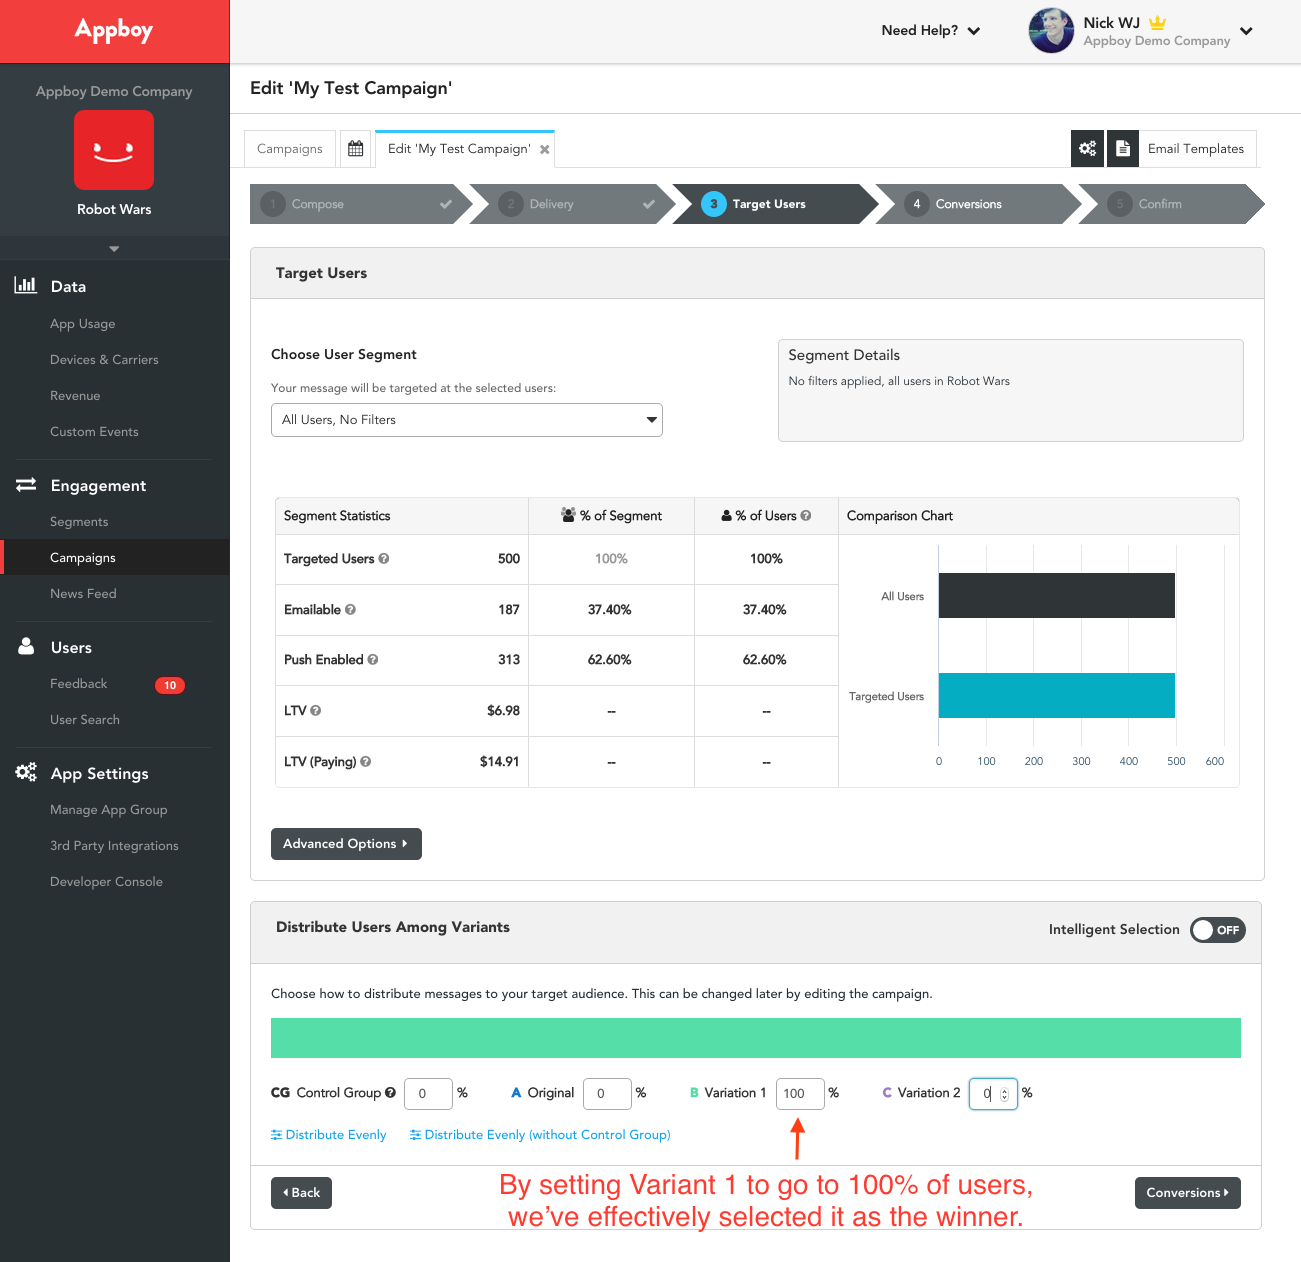 Appboy
Need Help?
Nick WJ
Appboy Demo Company
Appboy Demo Company
Robot Wars
Data
App Usage
Devices & Carriers
Revenue
Custom Events
Engagement
Segments
Campaigns
News Feed
Users
Feedback 10
User Search
App Settings
Manage App Group
3rd Party Integrations
Developer Console
Edit 'My Test Campaign'
Campaigns
Edit 'My Test Campaign'
Email Templates
1 Compose
2 Delivery
3 Target Users
4 Conversions
5 Confirm
Target Users
Choose User Segment
Your message will be targeted at the selected users:
All Users, No Filters
Segment Details
No filters applied, all users in Robot Wars
Segment Statistics % of Segment % of Users Comparison Chart
Targeted Users 500 100% 100%
Emailable 187 37.40% 37.40%
Push Enabled 313 62.60% 62.60%
LTV $6.98 -- --
LTV (Paying) $14.91 -- --
All Users
Targeted Users
0 100 200 300 400 500 600
Advanced Options
Distribute Users Among Variants
Intelligent Selection OFF
Choose how to distribute messages to your target audience. This can be changed later by editing the campaign.
CG Control Group 0 % A Original 0 % B Variation 1 100 % C Variation 2 0 %
Distribute Evenly Distribute Evenly (without Control Group)
Back
By setting Variant 1 to go to 100% of users,
we've effectively selected it as the winner.
Conversions